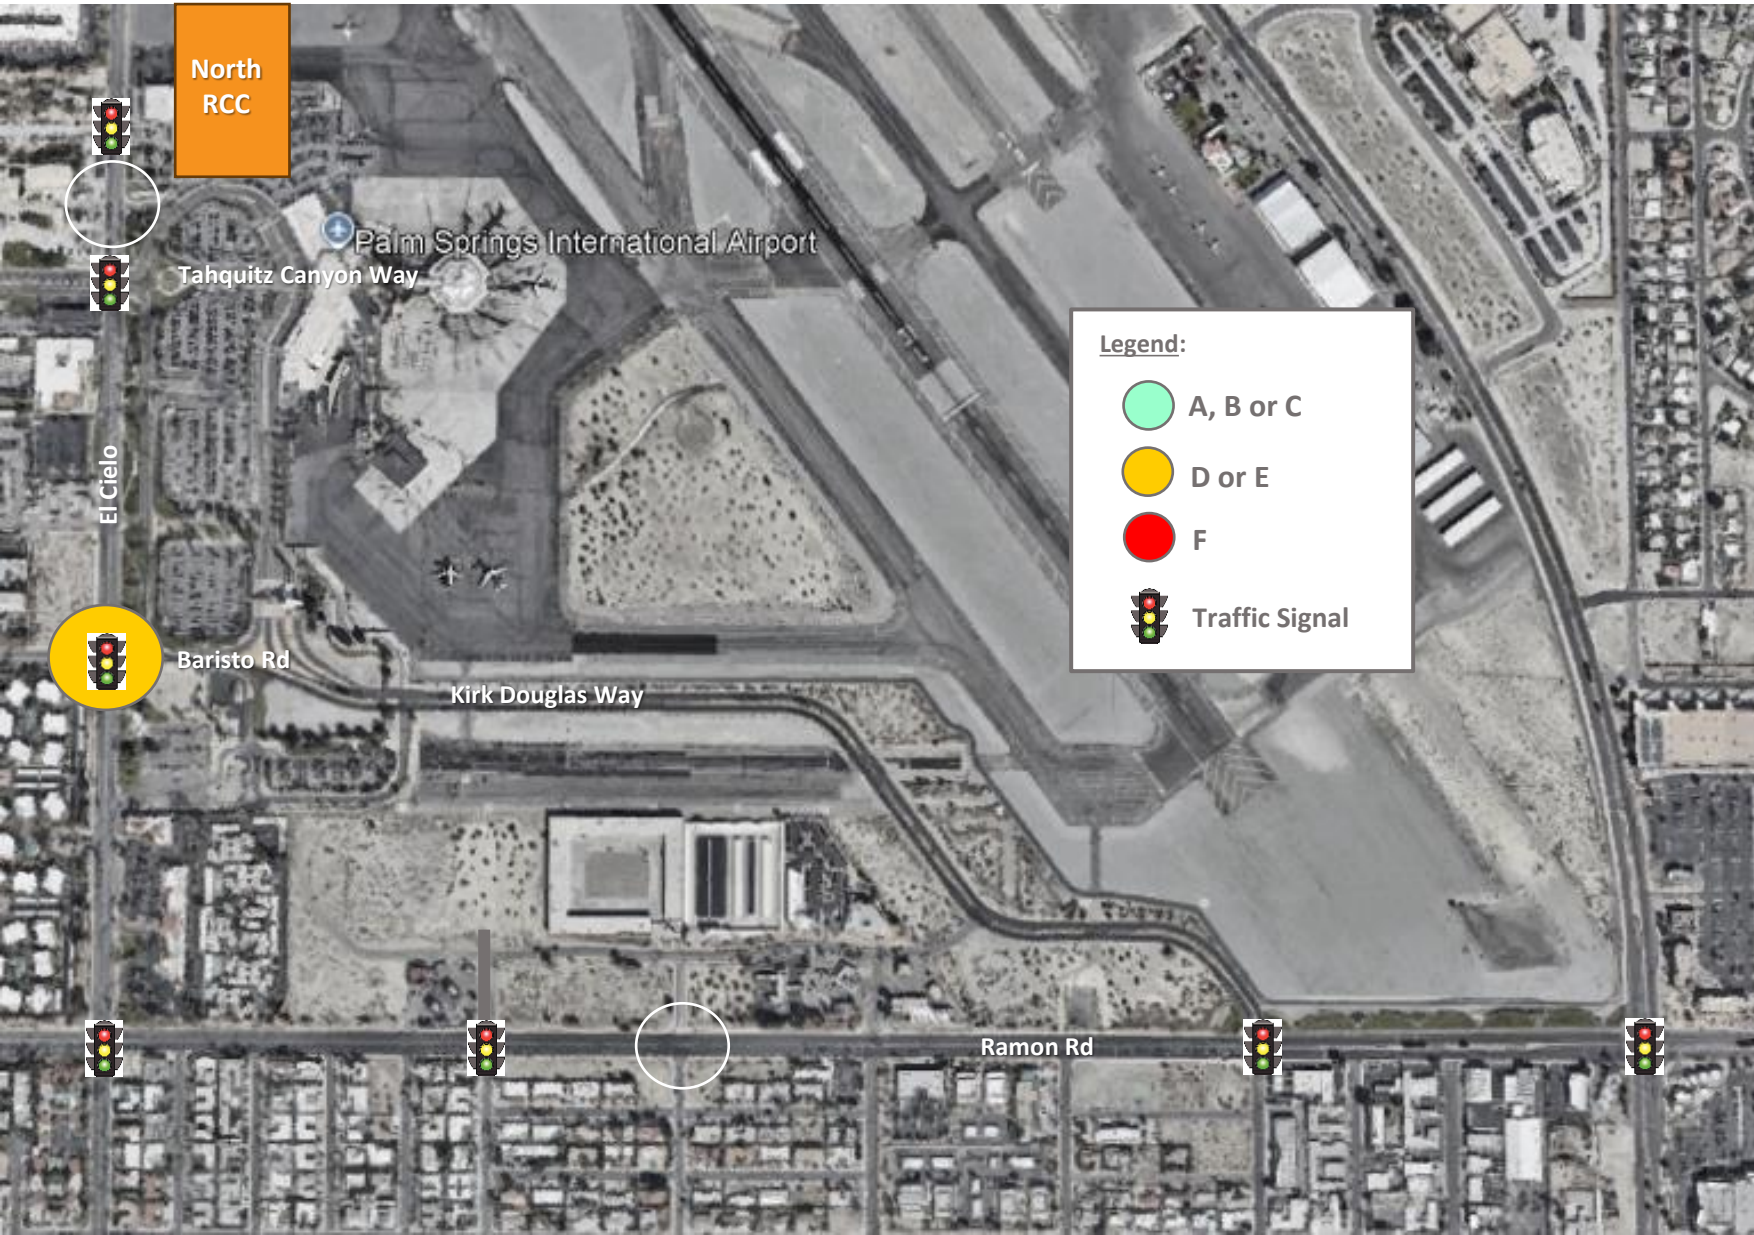 North
RCC
Palm Springs International Airport
Tahquitz Canyon Way
Legend:
A, B or C
D or E
F
Traffic Signal
El Cielo
Baristo Rd
Kirk Douglas Way
Ramon Rd